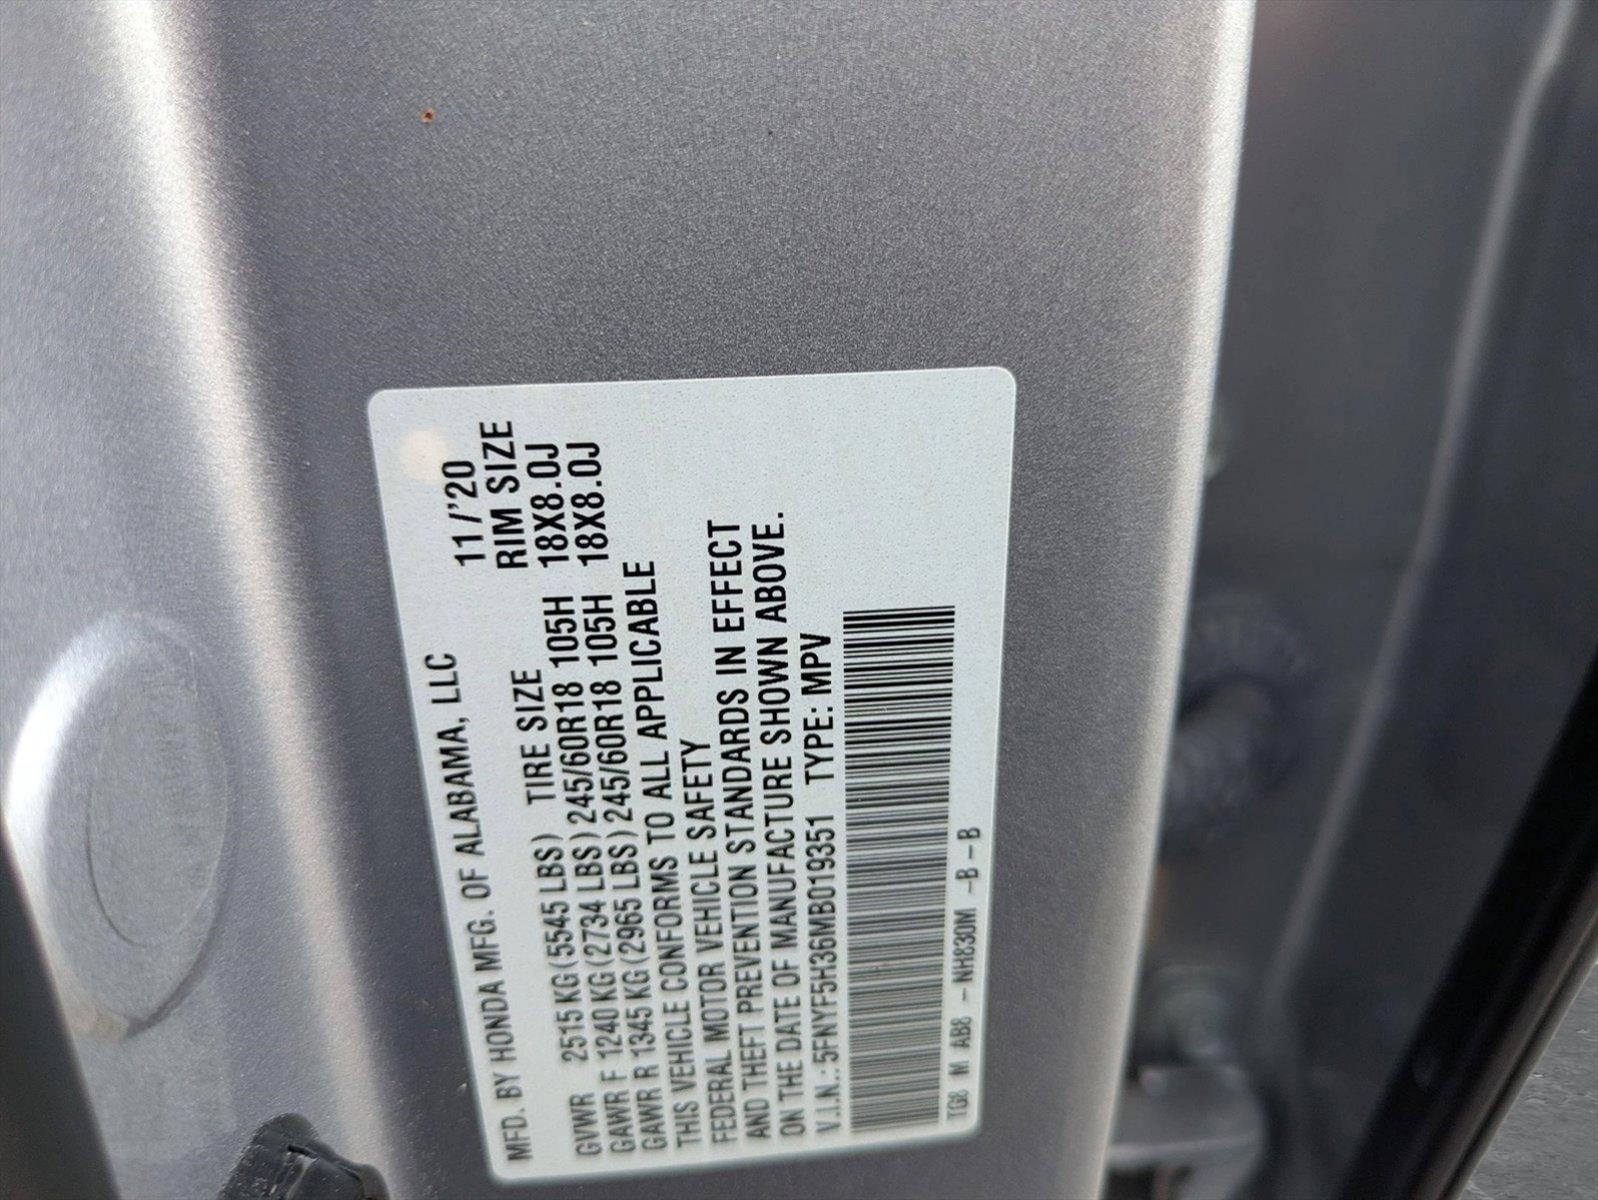 MFD. BY HONDA MFG. OF ALABAMA, LLC 11/'20
GVWR 2515 KG (5545 LBS) TIRE SIZE RIM SIZE
GAWR F 1240 KG (2734 LBS) 245/60R18 105H 18X8.0J
GAWR R 1345 KG (2965 LBS) 245/60R18 105H 18X8.0J
THIS VEHICLE CONFORMS TO ALL APPLICABLE
FEDERAL MOTOR VEHICLE SAFETY
AND THEFT PREVENTION STANDARDS IN EFFECT
ON THE DATE OF MANUFACTURE SHOWN ABOVE.
V.I.N.: 5FNYF5H36MB019351 TYPE: MPV
TG8 M AB8 - NH830M -B-B